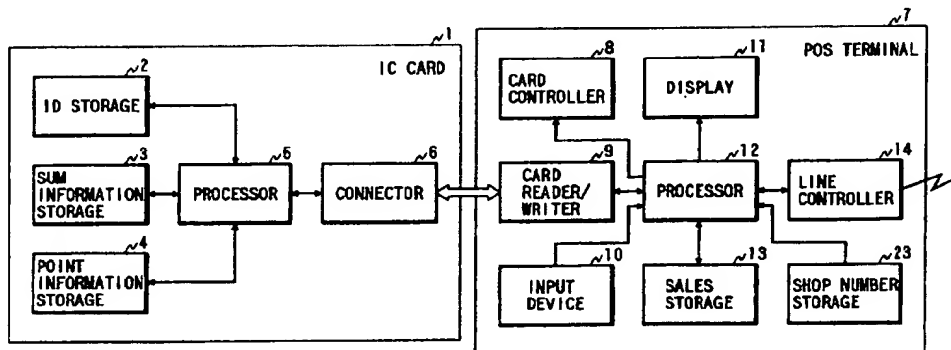 1
IC CARD
2
ID STORAGE
3
SUM
INFORMATION
STORAGE
4
POINT
INFORMATION
STORAGE
5
PROCESSOR
6
CONNECTOR
7
POS TERMINAL
8
CARD
CONTROLLER
11
DISPLAY
9
CARD
READER/
WRITER
12
PROCESSOR
14
LINE
CONTROLLER
10
INPUT
DEVICE
13
SALES
STORAGE
23
SHOP NUMBER
STORAGE